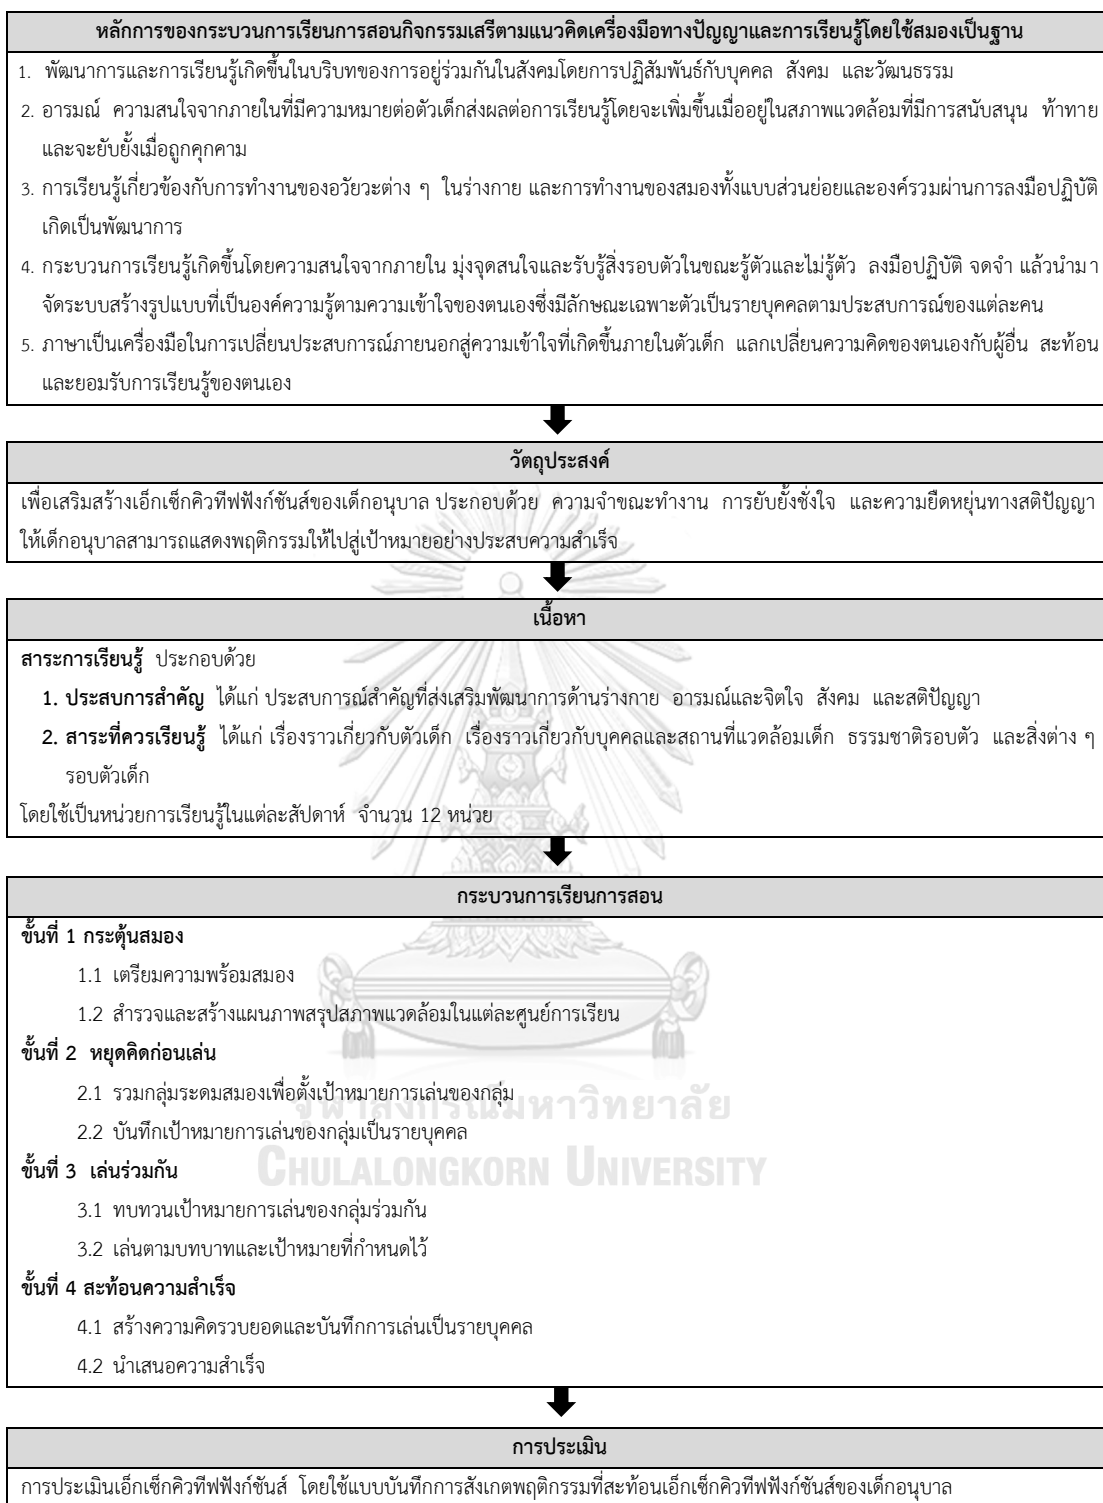 หลักการของกระบวนการเรียนการสอนกิจกรรมเสรีตามแนวคิดเครื่องมือทางปัญญาและการเรียนรู้โดยใช้สมองเป็นฐาน
1. พัฒนาการและการเรียนรู้เกิดขึ้นในบริบทของการอยู่ร่วมกันในสังคมโดยการปฏิสัมพันธ์กับบุคคล สังคม และวัฒนธรรม
2. อารมณ์ ความสนใจจากภายในที่มีความหมายต่อตัวเด็กส่งผลต่อการเรียนรู้โดยจะเพิ่มขึ้นเมื่ออยู่ในสภาพแวดล้อมที่มีการสนับสนุน ท้าทาย
และจะยับยั้งเมื่อถูกคุกคาม
3. การเรียนรู้เกี่ยวข้องกับการทำงานของอวัยวะต่าง ๆ ในร่างกาย และการทำงานของสมองทั้งแบบส่วนย่อยและองค์รวมผ่านการลงมือปฏิบัติ
เกิดเป็นพัฒนาการ
4. กระบวนการเรียนรู้เกิดขึ้นโดยความสนใจจากภายใน มุ่งจุดสนใจและรับรู้สิ่งรอบตัวในขณะรู้ตัวและไม่รู้ตัว ลงมือปฏิบัติ จดจำ แล้วนำมา
จัดระบบสร้างรูปแบบที่เป็นองค์ความรู้ตามความเข้าใจของตนเองซึ่งมีลักษณะเฉพาะตัวเป็นรายบุคคลตามประสบการณ์ของแต่ละคน
5. ภาษาเป็นเครื่องมือในการเปลี่ยนประสบการณ์ภายนอกสู่ความเข้าใจที่เกิดขึ้นภายในตัวเด็ก แลกเปลี่ยนความคิดของตนเองกับผู้อื่น สะท้อน
และยอมรับการเรียนรู้ของตนเอง
วัตถุประสงค์
เพื่อเสริมสร้างเอ็กเซ็กคิวทีฟฟังก์ชันส์ของเด็กอนุบาล ประกอบด้วย ความจำขณะทำงาน การยับยั้งชั่งใจ และความยืดหยุ่นทางสติปัญญา
ให้เด็กอนุบาลสามารถแสดงพฤติกรรมให้ไปสู่เป้าหมายอย่างประสบความสำเร็จ
เนื้อหา
สาระการเรียนรู้ ประกอบด้วย
1. ประสบการสำคัญ ได้แก่ ประสบการณ์สำคัญที่ส่งเสริมพัฒนาการด้านร่างกาย อารมณ์และจิตใจ สังคม และสติปัญญา
2. สาระที่ควรเรียนรู้ ได้แก่ เรื่องราวเกี่ยวกับตัวเด็ก เรื่องราวเกี่ยวกับบุคคลและสถานที่แวดล้อมเด็ก ธรรมชาติรอบตัว และสิ่งต่าง ๆ
รอบตัวเด็ก
โดยใช้เป็นหน่วยการเรียนรู้ในแต่ละสัปดาห์ จำนวน 12 หน่วย
กระบวนการเรียนการสอน
ขั้นที่ 1 กระตุ้นสมอง
1.1 เตรียมความพร้อมสมอง
1.2 สำรวจและสร้างแผนภาพสรุปสภาพแวดล้อมในแต่ละศูนย์การเรียน
ขั้นที่ 2 หยุดคิดก่อนเล่น
2.1 รวมกลุ่มระดมสมองเพื่อตั้งเป้าหมายการเล่นของกลุ่ม
จุฬาลงกรณ์มหาวิทยาลัย
2.2 บันทึกเป้าหมายการเล่นของกลุ่มเป็นรายบุคคล
ขั้นที่ 3 เล่นร่วมกัน
CHULALONGKORN UNIVERSITY
3.1 ทบทวนเป้าหมายการเล่นของกลุ่มร่วมกัน
3.2 เล่นตามบทบาทและเป้าหมายที่กำหนดไว้
ขั้นที่ 4 สะท้อนความสำเร็จ
4.1 สร้างความคิดรวบยอดและบันทึกการเล่นเป็นรายบุคคล
4.2 นำเสนอความสำเร็จ
การประเมิน
การประเมินเอ็กเซ็กคิวทีฟฟังก์ชันส์ โดยใช้แบบบันทึกการสังเกตพฤติกรรมที่สะท้อนเอ็กเซ็กคิวทีฟฟังก์ชันส์ของเด็กอนุบาล